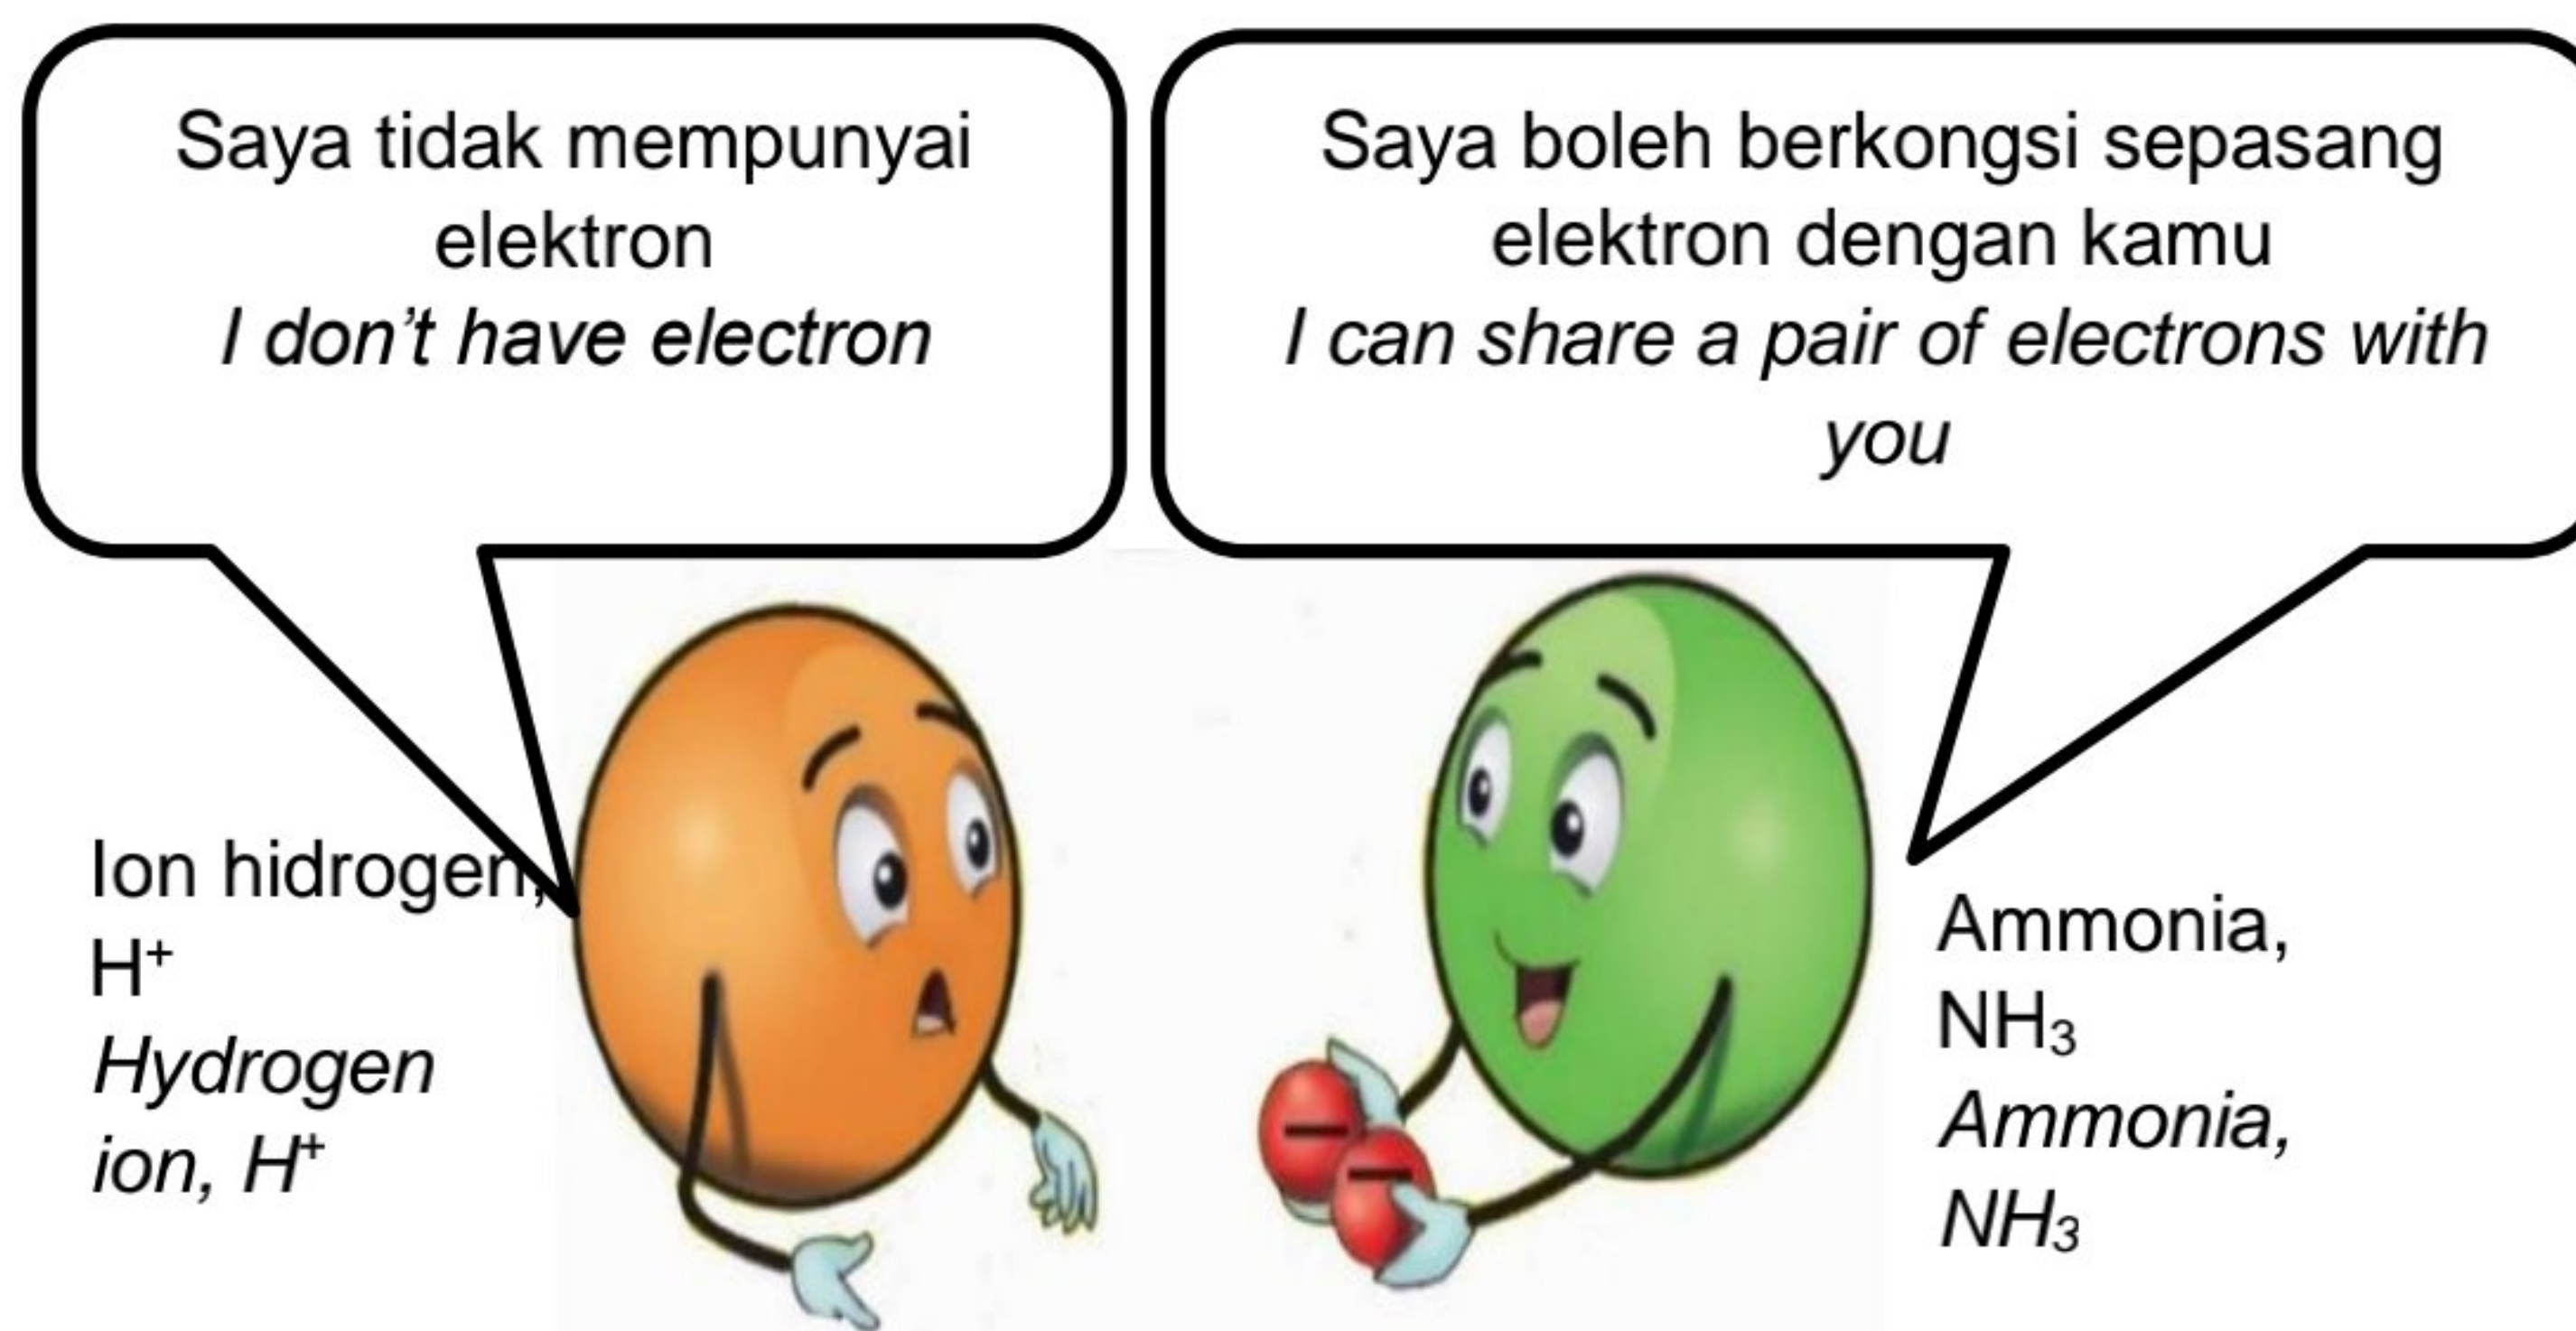 Saya tidak mempunyai
elektron
I don’t have electron
Saya boleh berkongsi sepasang
elektron dengan kamu
I can share a pair of electrons with
you
Ion hidrogen,
H⁺
Hydrogen
ion, H⁺
Ammonia,
NH₃
Ammonia,
NH₃